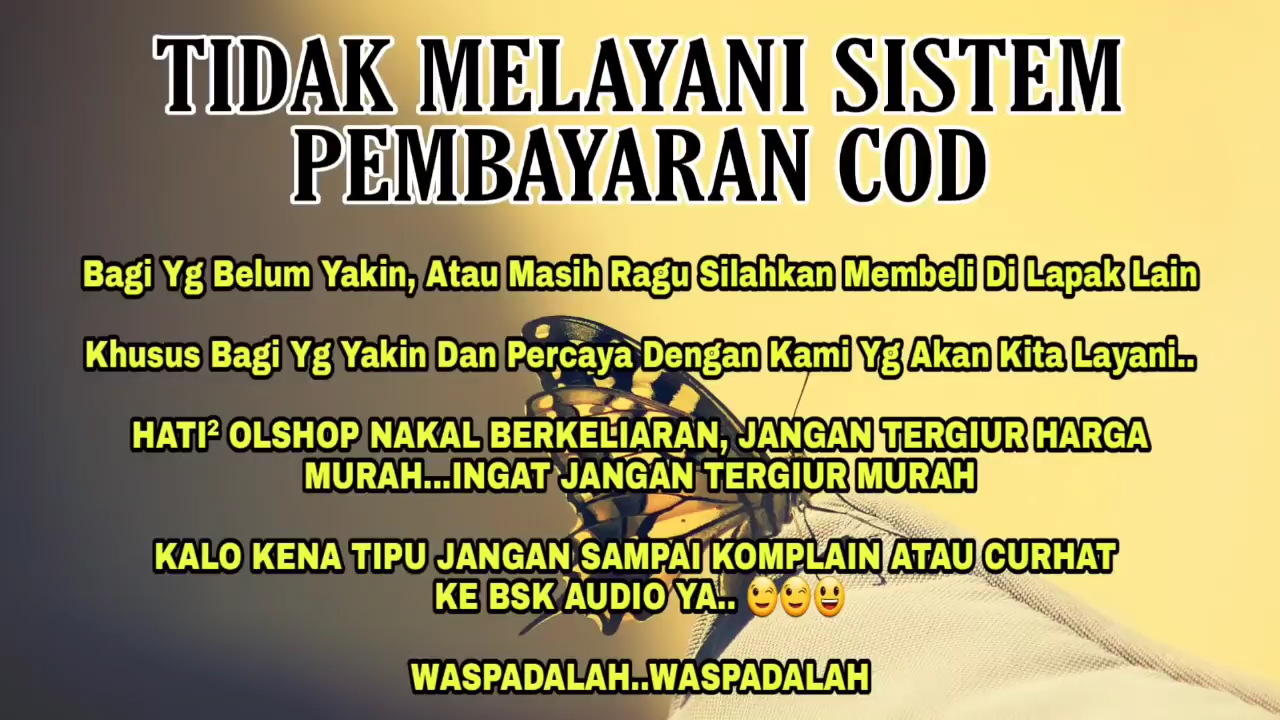 TIDAK MELAYANI SISTEM
PEMBAYARAN COD
Bagi Yg Belum Yakin, Atau Masih Ragu Silahkan Membeli Di Lapak Lain
Khusus Bagi Yg Yakin Dan Percaya Dengan Kami Yg Akan Kita Layani..
HATI² OLSHOP NAKAL BERKELIARAN, JANGAN TERGIUR HARGA
MURAH...INGAT JANGAN TERGIUR MURAH
KALO KENA TIPU JANGAN SAMPAI KOMPLAIN ATAU CURHAT
KE BSK AUDIO YA.. 😉😉😃
WASPADALAH..WASPADALAH